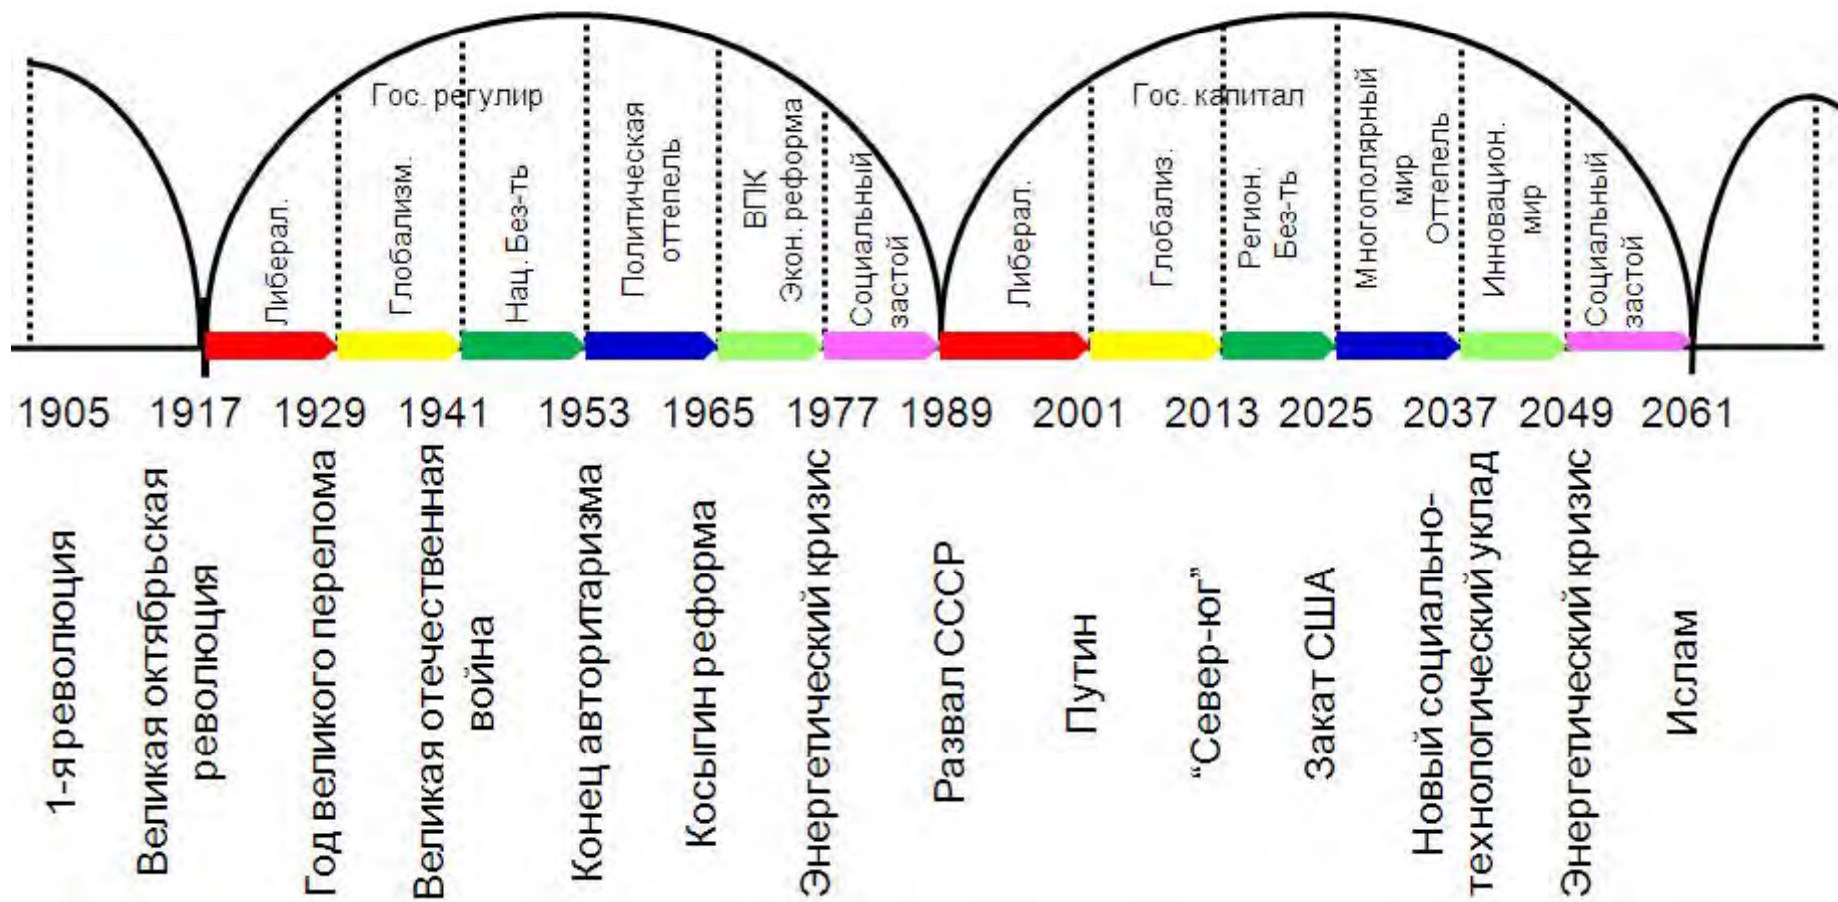 Гос. регулир
Гос. капитал
Либерал.
Глобализм.
Нац. Без-ть
Политическая
оттепель
ВПК
Экон. реформа
Социальный
застой
Либерал.
Глобализ.
Регион.
Без-ть
Многополярный
мир
Оттепель
Инновацион.
мир
Социальный
застой
1905 1917 1929 1941 1953 1965 1977 1989 2001 2013 2025 2037 2049 2061
1-я революция
Великая октябрьская
революция
Год великого перелома
Великая отечественная
война
Конец авторитаризма
Косыгин реформа
Энергетический кризис
Развал СССР
Путин
“Север-юг”
Закат США
Новый социально-
технологический уклад
Энергетический кризис
Ислам